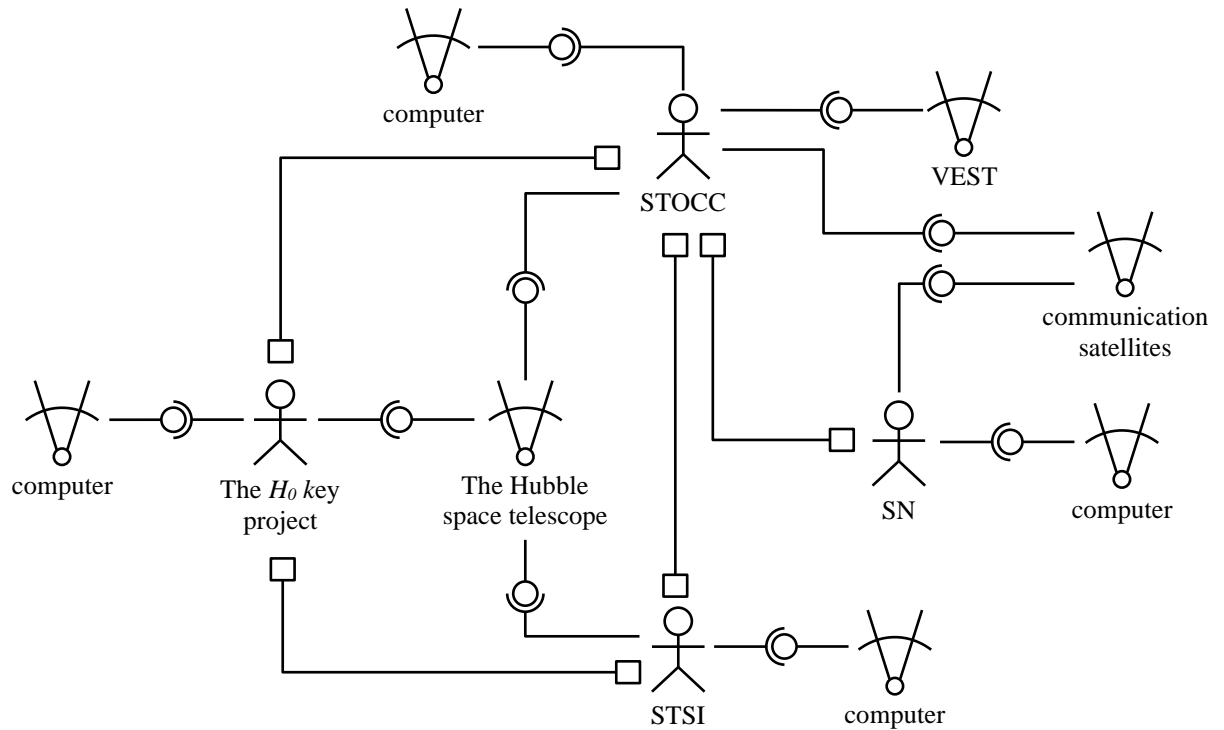 computer
VEST
STOCC
communication
satellites
computer
The H₀ key
project
The Hubble
space telescope
SN
computer
STSI
computer